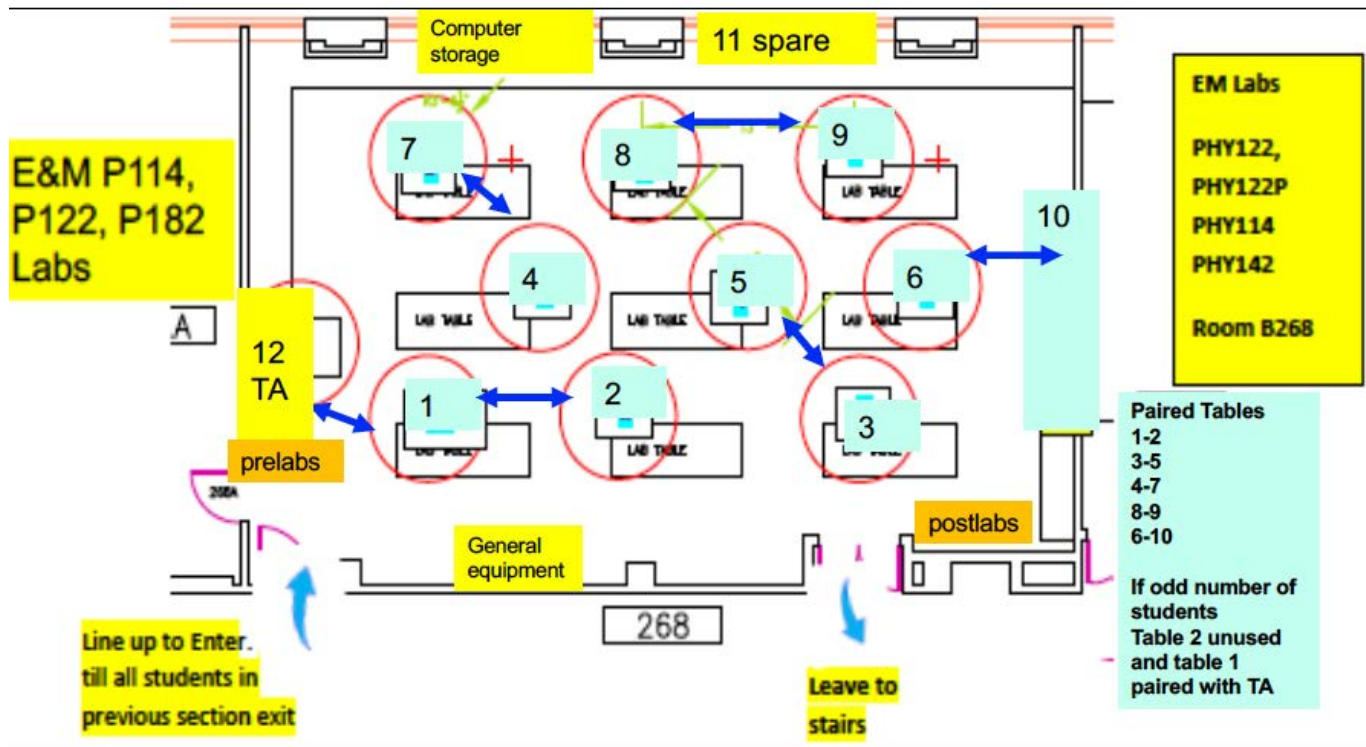 Computer
storage
11 spare
EM Labs
PHY122,
PHY122P
PHY114
PHY142
Room B268
E&M P114,
P122, P182
Labs
7
8
9
LAB TABLE
LAB TABLE
10
4
5
6
LAB TABLE
LAB TABLE
LAB TABLE
A
12
TA
1
2
3
LAB TABLE
LAB TABLE
LAB TABLE
prelabs
268A
postlabs
General
equipment
268
Paired Tables
1-2
3-5
4-7
8-9
6-10
If odd number of
students
Table 2 unused
and table 1
paired with TA
Line up to Enter.
till all students in
previous section exit
Leave to
stairs